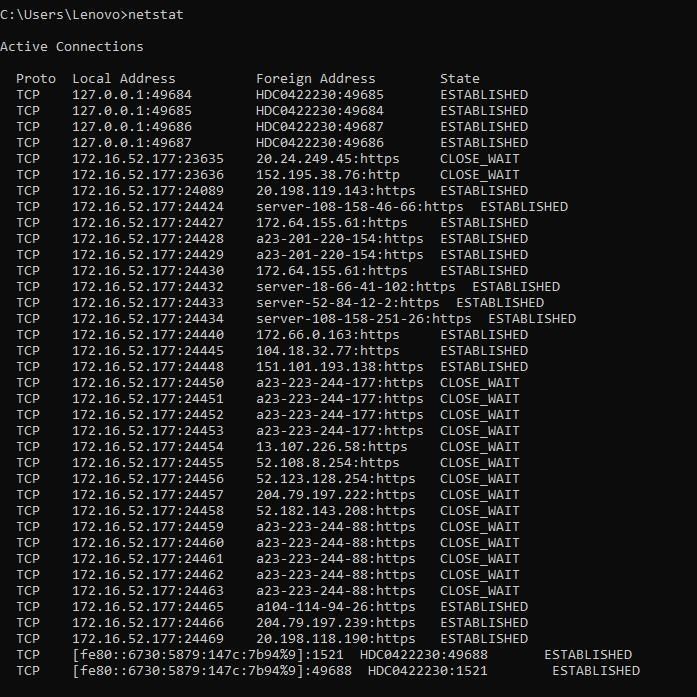 C:\Users\Lenovo>netstat
Active Connections
Proto Local Address Foreign Address State
TCP 127.0.0.1:49684 HDC0422230:49685 ESTABLISHED
TCP 127.0.0.1:49685 HDC0422230:49684 ESTABLISHED
TCP 127.0.0.1:49686 HDC0422230:49687 ESTABLISHED
TCP 127.0.0.1:49687 HDC0422230:49686 ESTABLISHED
TCP 172.16.52.177:23635 20.24.249.45:https CLOSE_WAIT
TCP 172.16.52.177:23636 152.195.38.76:http CLOSE_WAIT
TCP 172.16.52.177:24089 20.198.119.143:https ESTABLISHED
TCP 172.16.52.177:24424 server-108-158-46-66:https ESTABLISHED
TCP 172.16.52.177:24427 172.64.155.61:https ESTABLISHED
TCP 172.16.52.177:24428 a23-201-220-154:https ESTABLISHED
TCP 172.16.52.177:24429 a23-201-220-154:https ESTABLISHED
TCP 172.16.52.177:24430 172.64.155.61:https ESTABLISHED
TCP 172.16.52.177:24432 server-18-66-41-102:https ESTABLISHED
TCP 172.16.52.177:24433 server-52-84-12-2:https ESTABLISHED
TCP 172.16.52.177:24434 server-108-158-251-26:https ESTABLISHED
TCP 172.16.52.177:24440 172.66.0.163:https ESTABLISHED
TCP 172.16.52.177:24445 104.18.32.77:https ESTABLISHED
TCP 172.16.52.177:24448 151.101.193.138:https ESTABLISHED
TCP 172.16.52.177:24450 a23-223-244-177:https CLOSE_WAIT
TCP 172.16.52.177:24451 a23-223-244-177:https CLOSE_WAIT
TCP 172.16.52.177:24452 a23-223-244-177:https CLOSE_WAIT
TCP 172.16.52.177:24453 a23-223-244-177:https CLOSE_WAIT
TCP 172.16.52.177:24454 13.107.226.58:https CLOSE_WAIT
TCP 172.16.52.177:24455 52.108.8.254:https CLOSE_WAIT
TCP 172.16.52.177:24456 52.123.128.254:https CLOSE_WAIT
TCP 172.16.52.177:24457 204.79.197.222:https CLOSE_WAIT
TCP 172.16.52.177:24458 52.182.143.208:https CLOSE_WAIT
TCP 172.16.52.177:24459 a23-223-244-88:https CLOSE_WAIT
TCP 172.16.52.177:24460 a23-223-244-88:https CLOSE_WAIT
TCP 172.16.52.177:24461 a23-223-244-88:https CLOSE_WAIT
TCP 172.16.52.177:24462 a23-223-244-88:https CLOSE_WAIT
TCP 172.16.52.177:24463 a23-223-244-88:https CLOSE_WAIT
TCP 172.16.52.177:24465 a104-114-94-26:https ESTABLISHED
TCP 172.16.52.177:24466 204.79.197.239:https ESTABLISHED
TCP 172.16.52.177:24469 20.198.118.190:https ESTABLISHED
TCP [fe80::6730:5879:147c:7b94%9]:1521 HDC0422230:49688 ESTABLISHED
TCP [fe80::6730:5879:147c:7b94%9]:49688 HDC0422230:1521 ESTABLISHED